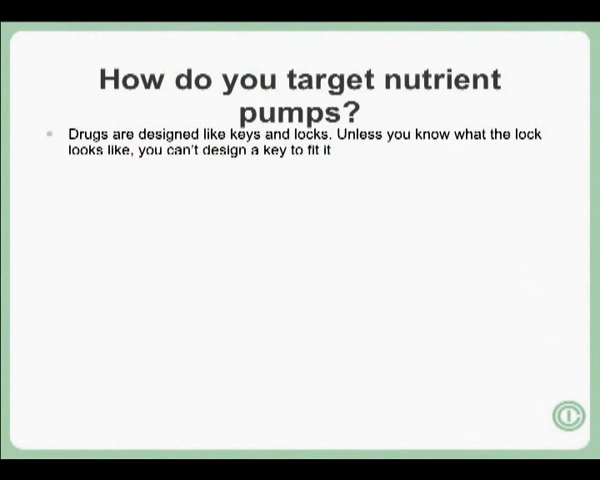 How do you target nutrient
pumps?
Drugs are designed like keys and locks. Unless you know what the lock
looks like, you can't design a key to fit it